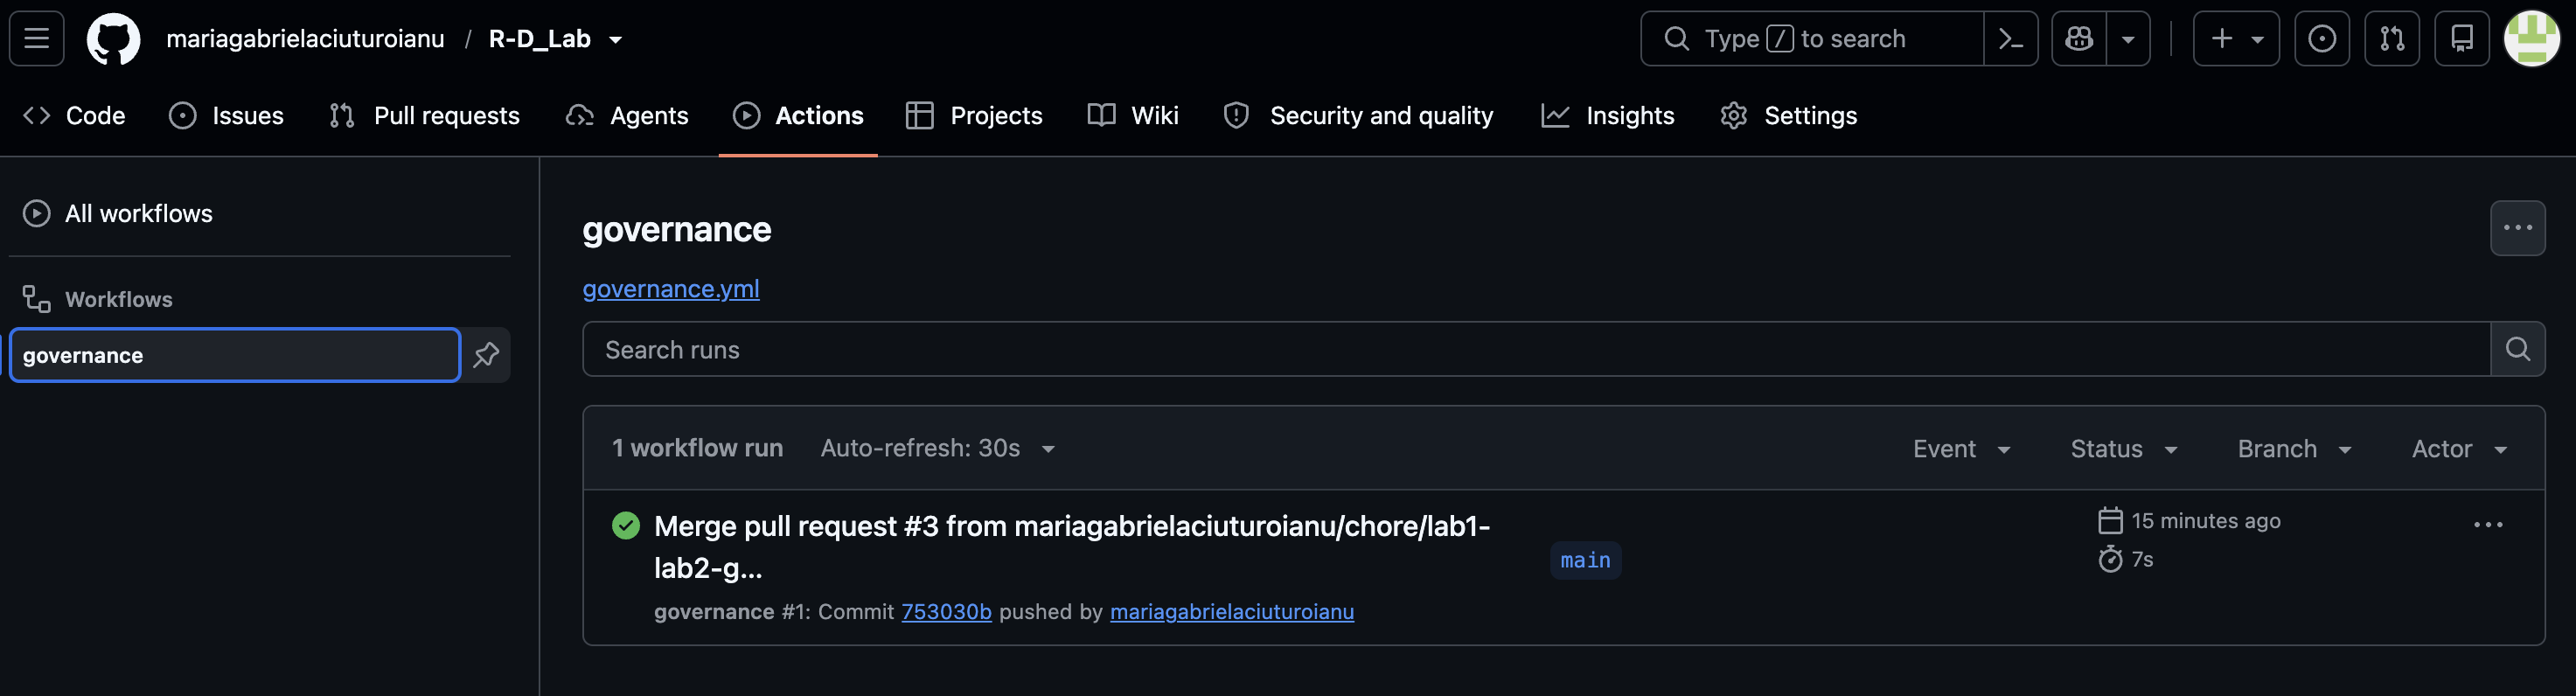 mariagabrielaciuturoianu / R-D_Lab
Type / to search
Code Issues Pull requests Agents Actions Projects Wiki Security and quality Insights Settings
All workflows
Workflows
governance
governance
governance.yml
Search runs
1 workflow run Auto-refresh: 30s Event Status Branch Actor
Merge pull request #3 from mariagabrielaciuturoianu/chore/lab1-
lab2-g...
main
15 minutes ago
7s
governance #1: Commit 753030b pushed by mariagabrielaciuturoianu